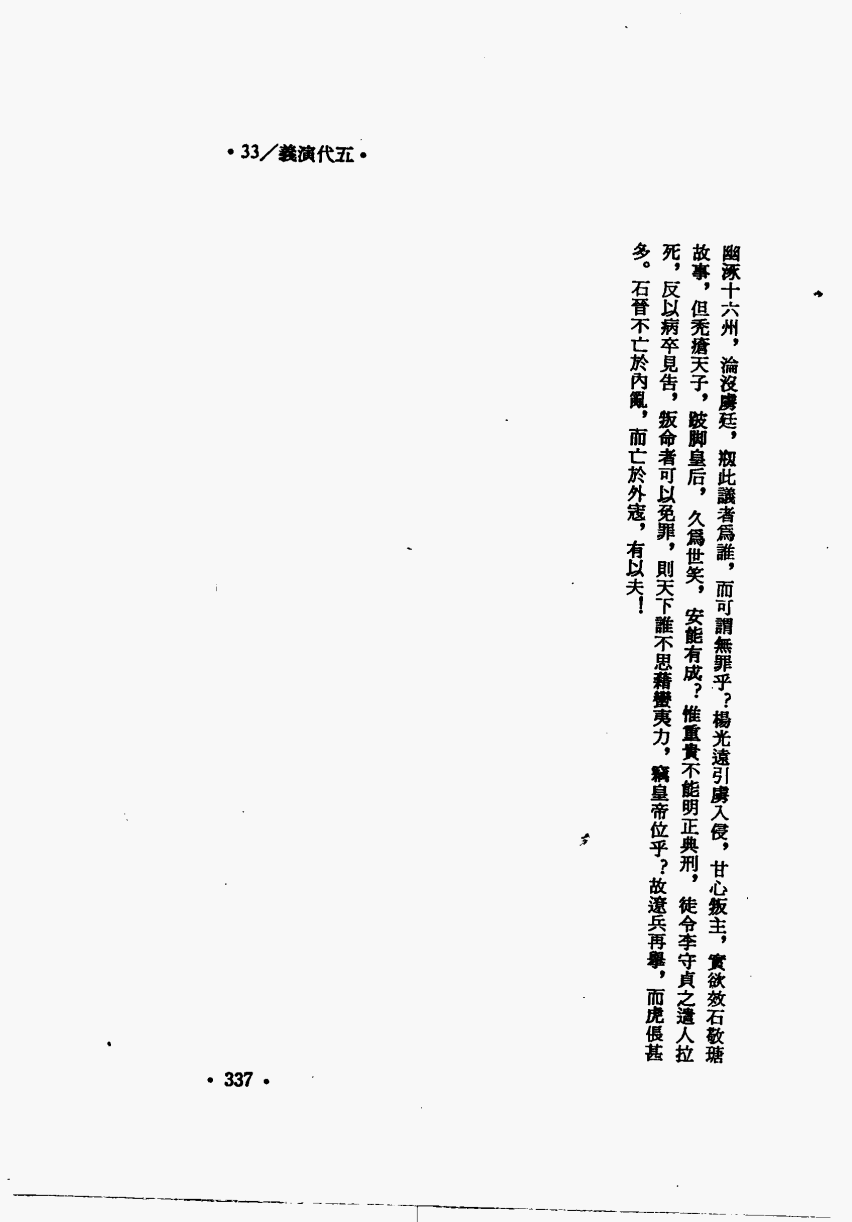 • 33／義演代五 •
幽涿十六州，淪沒虜廷，瓶此議者爲誰，而可謂無罪乎？楊光遠引虜入侵，甘心叛主，實欲效石敬瑭
故事，但禿瘡天子，跛脚皇后，久爲世笑，安能有成？惟重貴不能明正典刑，徒令李守貞之遣人拉
死，反以病卒見告，叛命者可以免罪，則天下誰不思藉蠻夷力，竊皇帝位乎？故遼兵再舉，而虎倀甚
多。石晉不亡於內亂，而亡於外寇，有以夫！
• 337 •